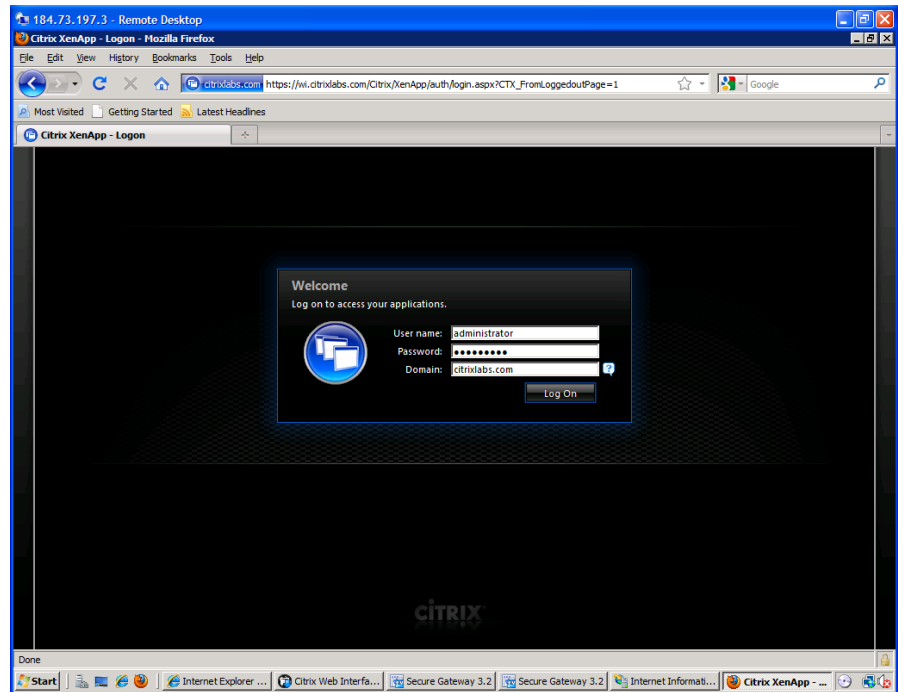 184.73.197.3 - Remote Desktop
Citrix XenApp - Logon - Mozilla Firefox
File Edit View History Bookmarks Tools Help
citrixlabs.com https://wi.citrixlabs.com/Citrix/XenApp/auth/login.aspx?CTX_FromLoggedoutPage=1 Google
Most Visited Getting Started Latest Headlines
Citrix XenApp - Logon
Welcome
Log on to access your applications.
User name: administrator
Password: •••••••••
Domain: citrixlabs.com
Log On
CITRIX
Done
Start Internet Explorer ... Citrix Web Interfa... Secure Gateway 3.2 Secure Gateway 3.2 Internet Informati... Citrix XenApp - ...